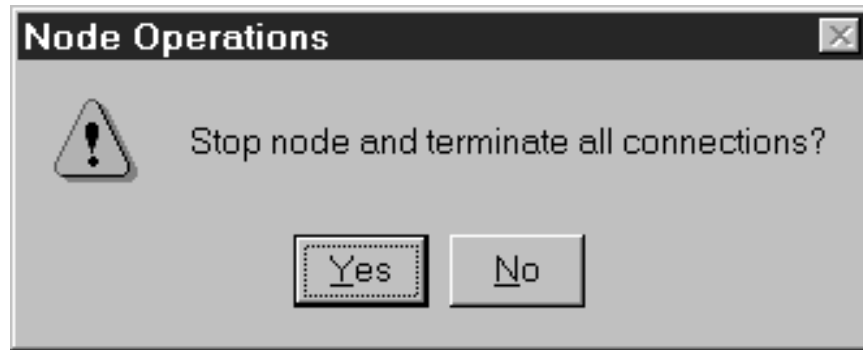 Node Operations
Stop node and terminate all connections?
Yes No